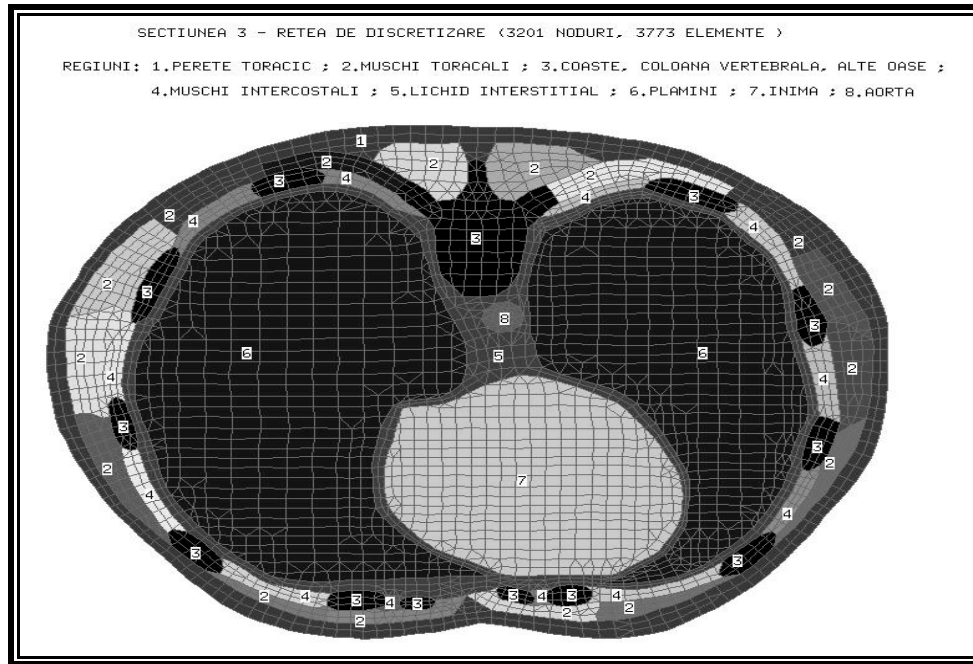 SECTIUNEA 3 - RETEA DE DISCRETIZARE (3201 NODURI, 3773 ELEMENTE )
REGIUNI: 1.PERETE TORACIC ; 2.MUSCHI TORACALI ; 3.COASTE, COLOANA VERTEBRALA, ALTE OASE ;
4.MUSCHI INTERCOSTALI ; 5.LICHID INTERSTITIAL ; 6.PLAMINI ; 7.INIMA ; 8.AORTA
1
2 2 2
3 4 2 3
4 3
2 4 4 2
3
2 3 2
8 3
6 5 6
2 4 4 2
3 3
2 4 7 2
4
3 3
2 4 3 4 3 3 4 3 4 2
2 2